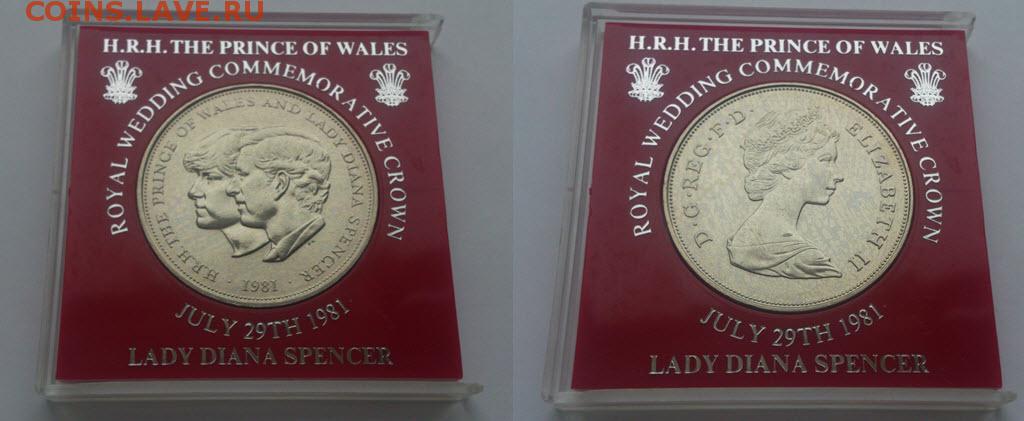 COINS.LAVE.RU
H.R.H. THE PRINCE OF WALES
ROYAL WEDDING COMMEMORATIVE CROWN
H.R.H. THE PRINCE OF WALES AND LADY DIANA SPENCER
· 1981 ·
JULY 29TH 1981
LADY DIANA SPENCER
H.R.H. THE PRINCE OF WALES
ROYAL WEDDING COMMEMORATIVE CROWN
D·G·REG·F·D· ELIZABETH II
JULY 29TH 1981
LADY DIANA SPENCER